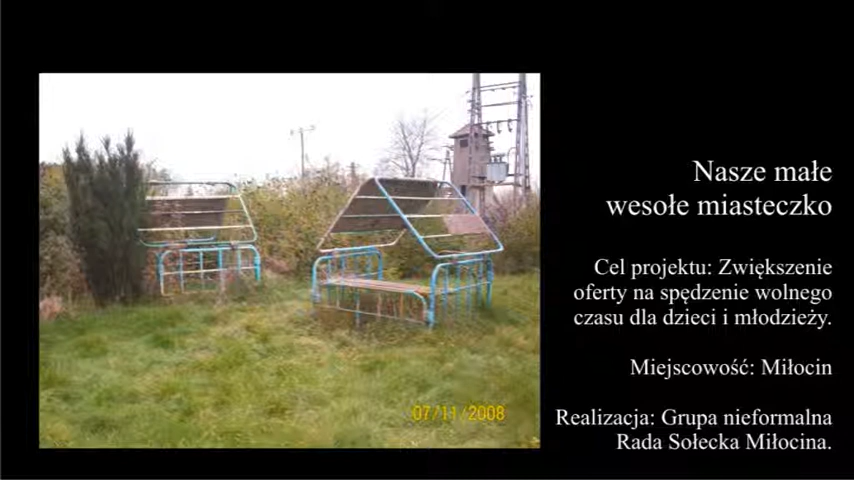 Nasze małe
wesołe miasteczko
Cel projektu: Zwiększenie
oferty na spędzenie wolnego
czasu dla dzieci i młodzieży.
Miejscowość: Miłocin
Realizacja: Grupa nieformalna
Rada Sołecka Miłocina.
07/11/2008